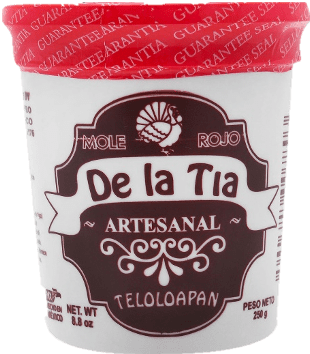 GUARANTEE SEAL
GARANTIA
MOLE ROJO
De la Tia
ARTESANAL
TELOLOAPAN
NET. WT
8.8 oz
PESO NETO
250 g